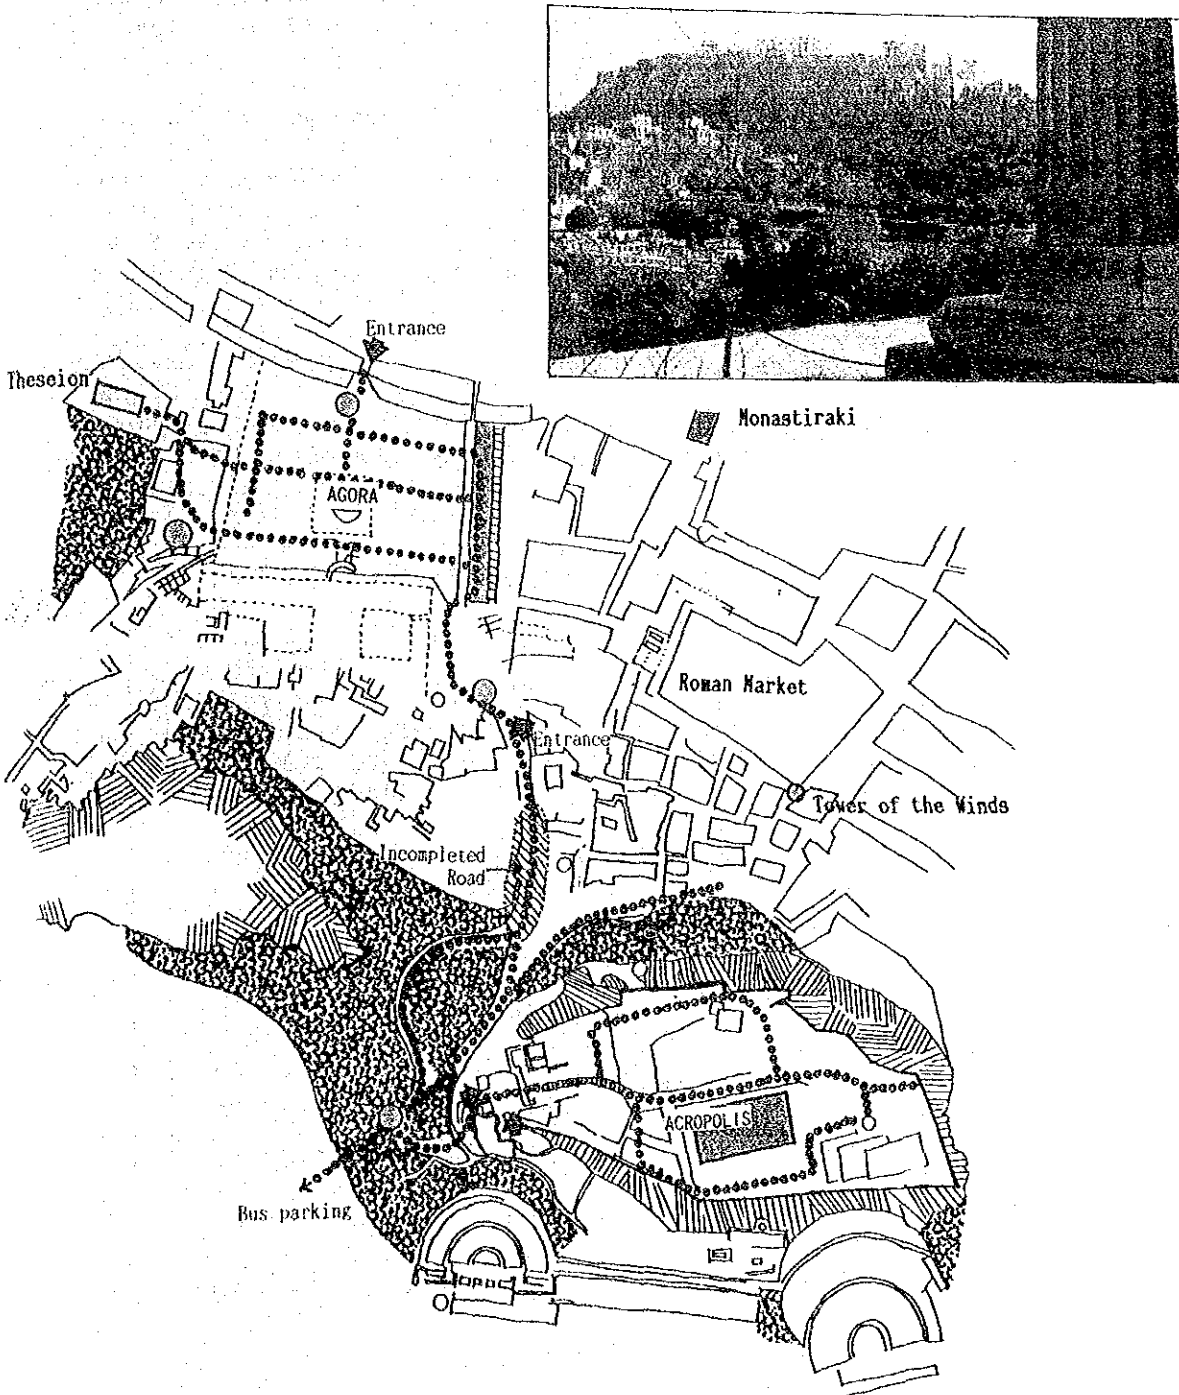 Entrance
Theseion
Monastiraki
AGORA
Roman Market
Entrance
Tower of the Winds
Incompleted
Road
ACROPOLIS
Bus parking